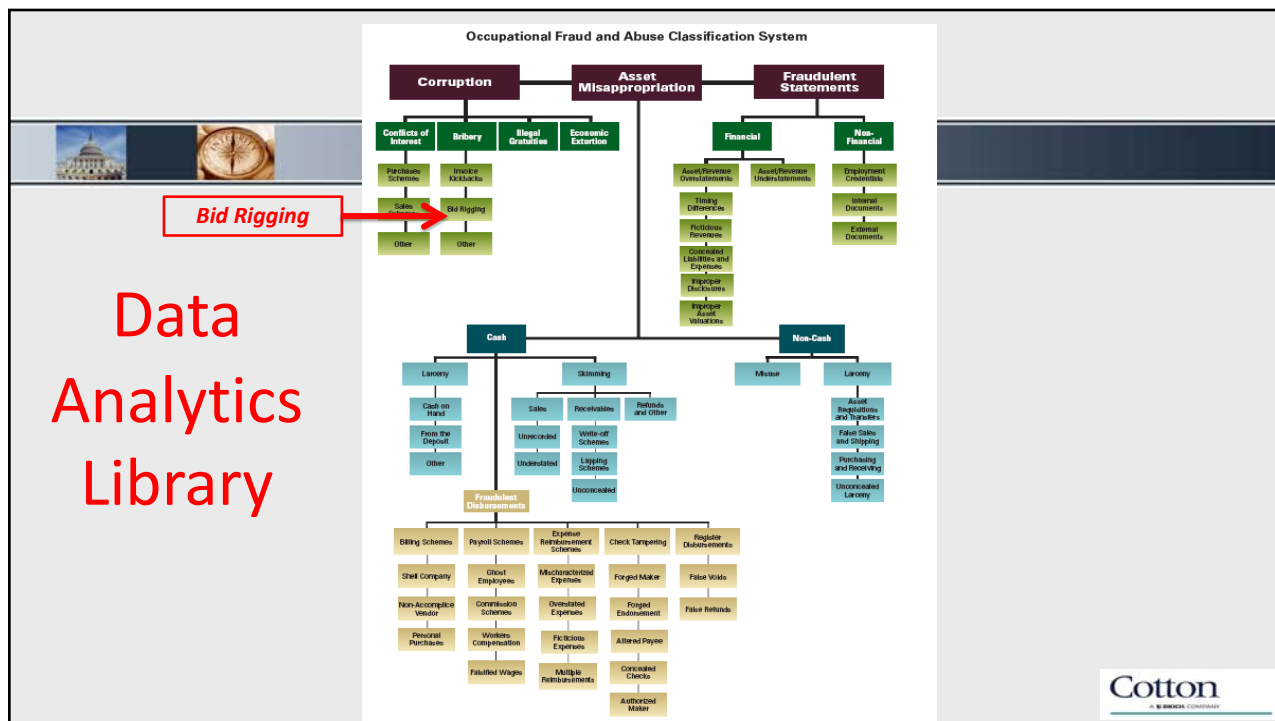 Occupational Fraud and Abuse Classification System
Corruption
Asset
Misappropriation
Fraudulent
Statements
Conflicts of
Interest
Bribery
Illegal
Gratuities
Economic
Extortion
Financial
Non-
Financial
Purchases
Schemes
Invoice
Kickbacks
Asset/Revenue
Overstatements
Asset/Revenue
Understatements
Employment
Credentials
Sales
Bid Rigging
Timing
Differences
Internal
Documents
Bid Rigging
Other
Other
Ficticious
Revenues
External
Documents
Concealed
Liabilities and
Expenses
Improper
Disclosures
Improper
Asset
Valuations
Data
Analytics
Library
Cash
Non-Cash
Larceny
Skimming
Misuse
Larceny
Cash on
Hand
Sales
Receivables
Refunds
and Other
Asset
Requisitions
and Transfers
From the
Deposit
Unrecorded
Write-off
Schemes
False Sales
and Shipping
Other
Understated
Lapping
Schemes
Purchasing
and Receiving
Unconcealed
Unconcealed
Larceny
Fraudulent
Disbursements
Billing Schemes
Payroll Schemes
Expense
Reimbursement
Schemes
Check Tampering
Register
Disbursements
Shell Company
Ghost
Employees
Mischaracterized
Expenses
Forged Maker
False Voids
Non-Accomplice
Vendor
Commission
Schemes
Overstated
Expenses
Forged
Endorsement
False Refunds
Personal
Purchases
Workers
Compensation
Ficticious
Expenses
Altered Payee
Falsified Wages
Multiple
Reimbursements
Concealed
Checks
Authorized
Maker
Cotton
A SIKICH COMPANY